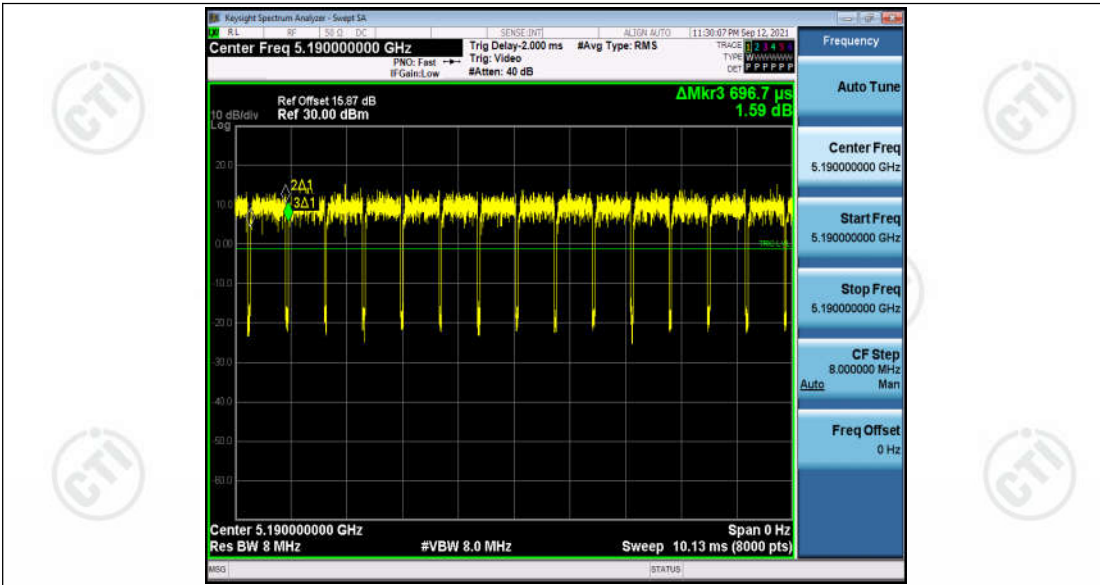 Keysight Spectrum Analyzer - Swept SA
RL RF 50 Ω DC SENSE:INT ALIGN AUTO 11:30:07 PM Sep 12, 2021
Center Freq 5.190000000 GHz
PNO: Fast
IFGain:Low
Trig Delay-2.000 ms
Trig: Video
#Atten: 40 dB
#Avg Type: RMS
TRACE 1 2 3 4 5 6
TYPE WWWWWW
DET P P P P P P
Frequency
ΔMkr3 696.7 µs
1.59 dB
Ref Offset 15.87 dB
10 dB/div Ref 30.00 dBm
Log
20.0
10.0
0.00
-10.0
-20.0
-30.0
-40.0
-50.0
-60.0
2Δ1
3Δ1
TRIG LVL
Center 5.190000000 GHz
Span 0 Hz
Res BW 8 MHz
#VBW 8.0 MHz
Sweep 10.13 ms (8000 pts)
MSG
STATUS
Auto Tune
Center Freq
5.190000000 GHz
Start Freq
5.190000000 GHz
Stop Freq
5.190000000 GHz
CF Step
8.000000 MHz
Auto Man
Freq Offset
0 Hz
CTI
CTI
CTI
CTI